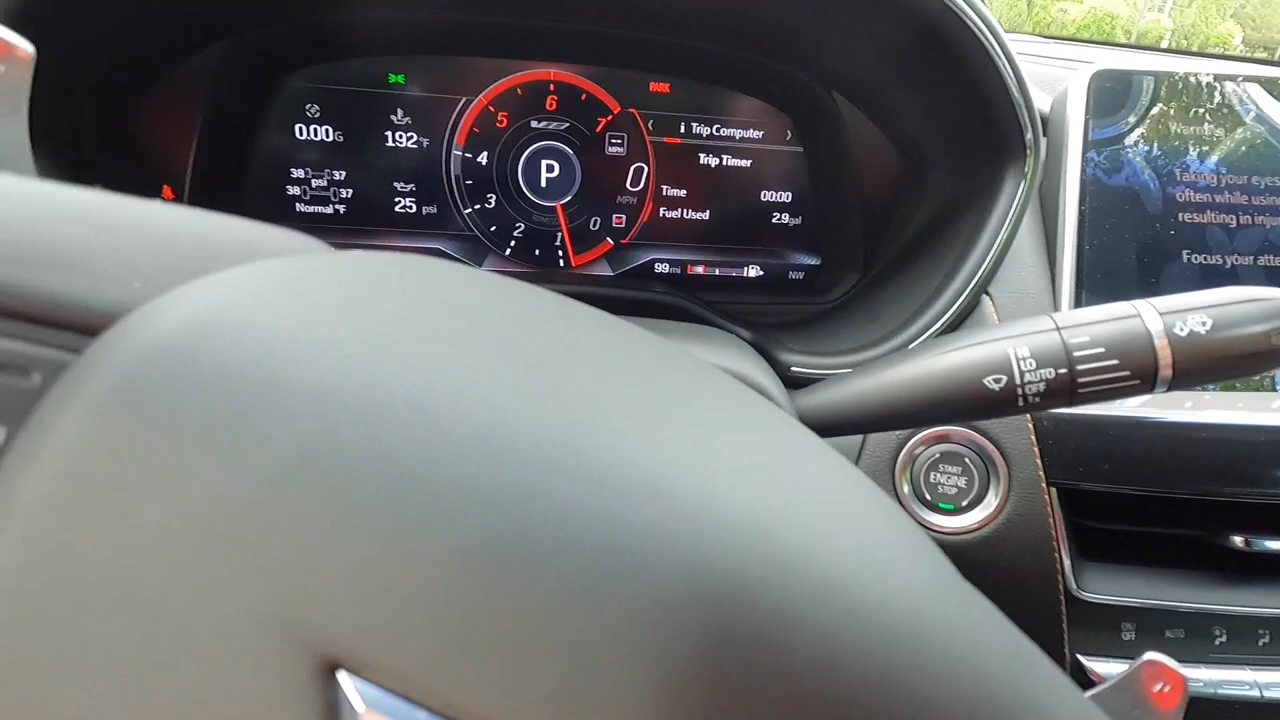 PARK
0.00G
192°F
38 37
psi
38 37
Normal °F
25 psi
0 1 2 3 4 5 6 7
P
MPH
0
MPH
Trip Computer
Trip Timer
Time 00:00
Fuel Used 2.9gal
99mi
NW
Taking your eyes
often while using
resulting in inju
Focus your atte
HI
LO
AUTO
OFF
1x
START
ENGINE
STOP
ON/
OFF
AUTO